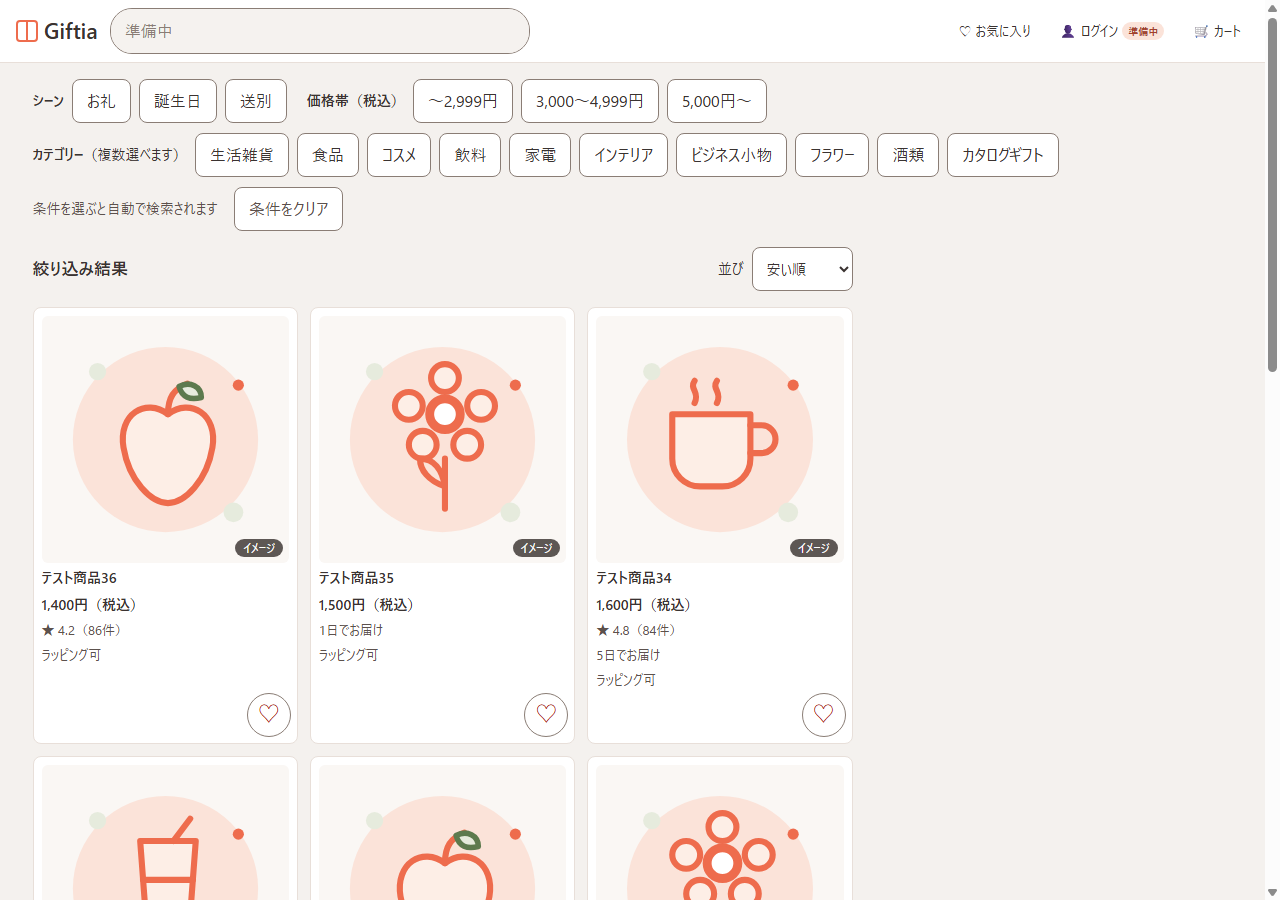 Giftia 準備中 ♡ お気に入り 👤 ログイン 準備中 🛒 カート
シーン お礼 誕生日 送別 価格帯（税込） ～2,999円 3,000～4,999円 5,000円～
カテゴリー（複数選べます） 生活雑貨 食品 コスメ 飲料 家電 インテリア ビジネス小物 フラワー 酒類 カタログギフト
条件を選ぶと自動で検索されます 条件をクリア
絞り込み結果 並び 安い順
イメージ イメージ イメージ
テスト商品36 テスト商品35 テスト商品34
1,400円（税込） 1,500円（税込） 1,600円（税込）
★ 4.2（86件） 1日でお届け ★ 4.8（84件）
ラッピング可 ラッピング可 5日でお届け
ラッピング可